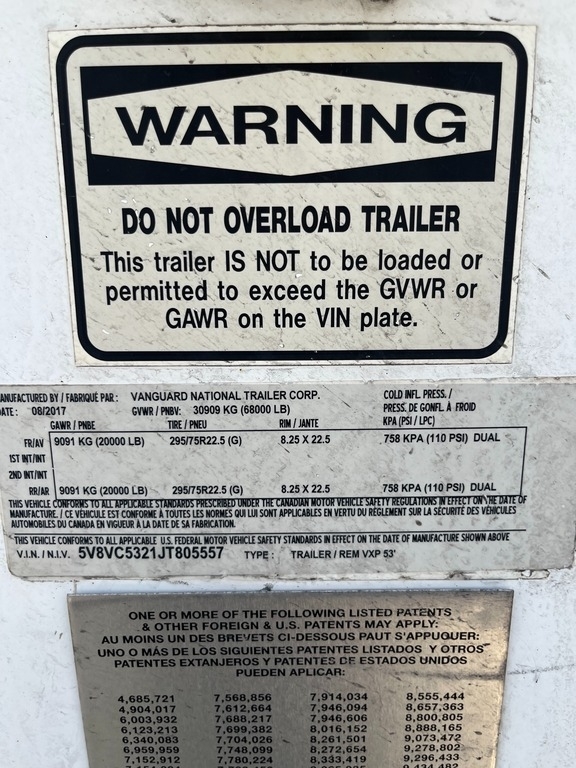 WARNING
DO NOT OVERLOAD TRAILER
This trailer IS NOT to be loaded or
permitted to exceed the GVWR or
GAWR on the VIN plate.
ANUFACTURED BY / FABRIQUÉ PAR : VANGUARD NATIONAL TRAILER CORP. COLD INFL. PRESS. /
ATE : 08/2017 GVWR / PNBV: 30909 KG (68000 LB) PRESS. DE GONFL. À FROID
GAWR / PNBE TIRE / PNEU RIM / JANTE KPA (PSI / LPC)
FR/AV 9091 KG (20000 LB) 295/75R22.5 (G) 8.25 X 22.5 758 KPA (110 PSI) DUAL
1ST INT/INT
2ND INT/INT
RR/AR 9091 KG (20000 LB) 295/75R22.5 (G) 8.25 X 22.5 758 KPA (110 PSI) DUAL
THIS VEHICLE CONFORMS TO ALL APPLICABLE STANDARDS PRESCRIBED UNDER THE CANADIAN MOTOR VEHICLE SAFETY REGULATIONS IN EFFECT ON THE DATE OF
MANUFACTURE. / CE VÉHICULE EST CONFORME À TOUTES LES NORMES QUI LUI SONT APPLICABLES EN VERTU DU RÈGLEMENT SUR LA SÉCURITÉ DES VÉHICULES
AUTOMOBILES DU CANADA EN VIGUEUR À LA DATE DE SA FABRICATION.
THIS VEHICLE CONFORMS TO ALL APPLICABLE U.S. FEDERAL MOTOR VEHICLE SAFETY STANDARDS IN EFFECT ON THE DATE OF MANUFACTURE SHOWN ABOVE
V.I.N. / N.I.V. 5V8VC5321JT805557 TYPE : TRAILER / REM VXP 53'
ONE OR MORE OF THE FOLLOWING LISTED PATENTS
& OTHER FOREIGN & U.S. PATENTS MAY APPLY:
AU MOINS UN DES BREVETS CI-DESSOUS PAUT S'APPUQUER:
UNO O MÁS DE LOS SIGUIENTES PATENTES LISTADOS Y OTROS
PATENTES EXTANJEROS Y PATENTES DE ESTADOS UNIDOS
PUEDEN APLICAR:
4,685,721 7,568,856 7,914,034 8,555,444
4,904,017 7,612,664 7,946,094 8,657,363
6,003,932 7,688,217 7,946,606 8,800,805
6,123,213 7,699,382 8,016,152 8,888,165
6,340,083 7,704,026 8,261,501 9,073,472
6,959,959 7,748,099 8,272,654 9,278,802
7,152,912 7,780,224 8,333,419 9,296,433